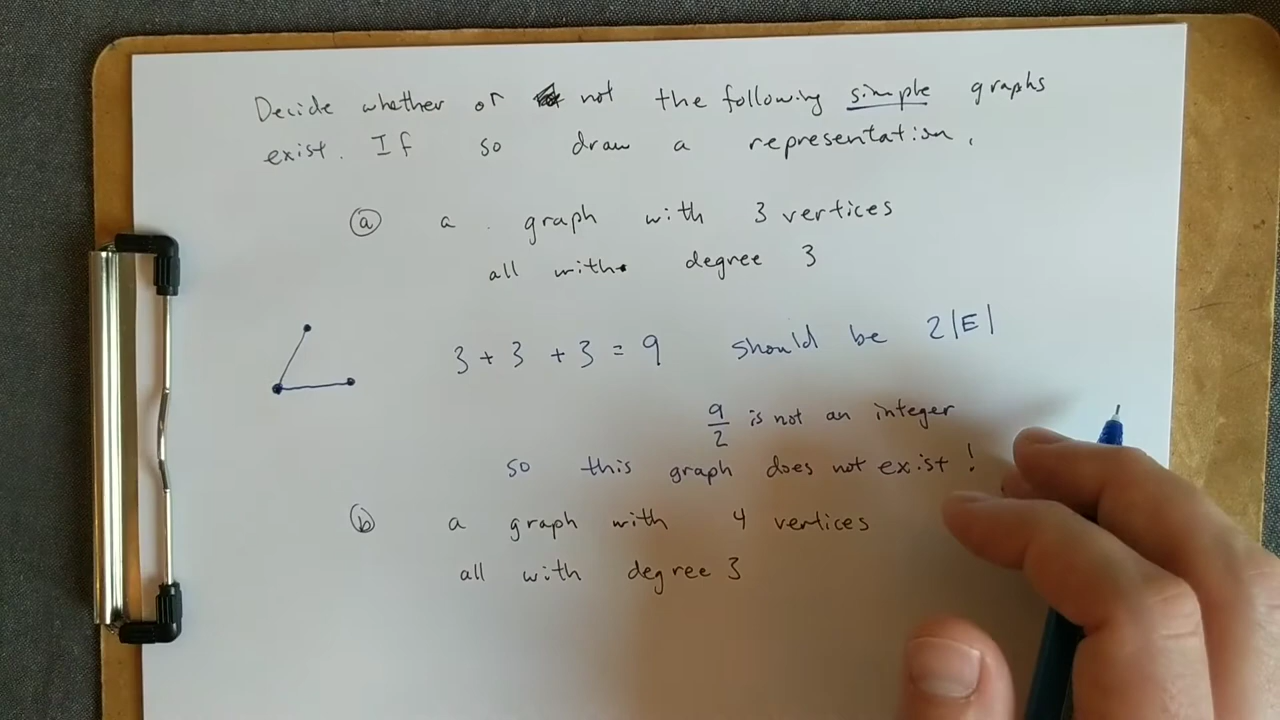 Decide whether or not the following simple graphs
exist. If so draw a representation.
ⓐ a graph with 3 vertices
all with degree 3
3 + 3 + 3 = 9 should be 2|E|
9/2 is not an integer
so this graph does not exist!
ⓑ a graph with 4 vertices
all with degree 3